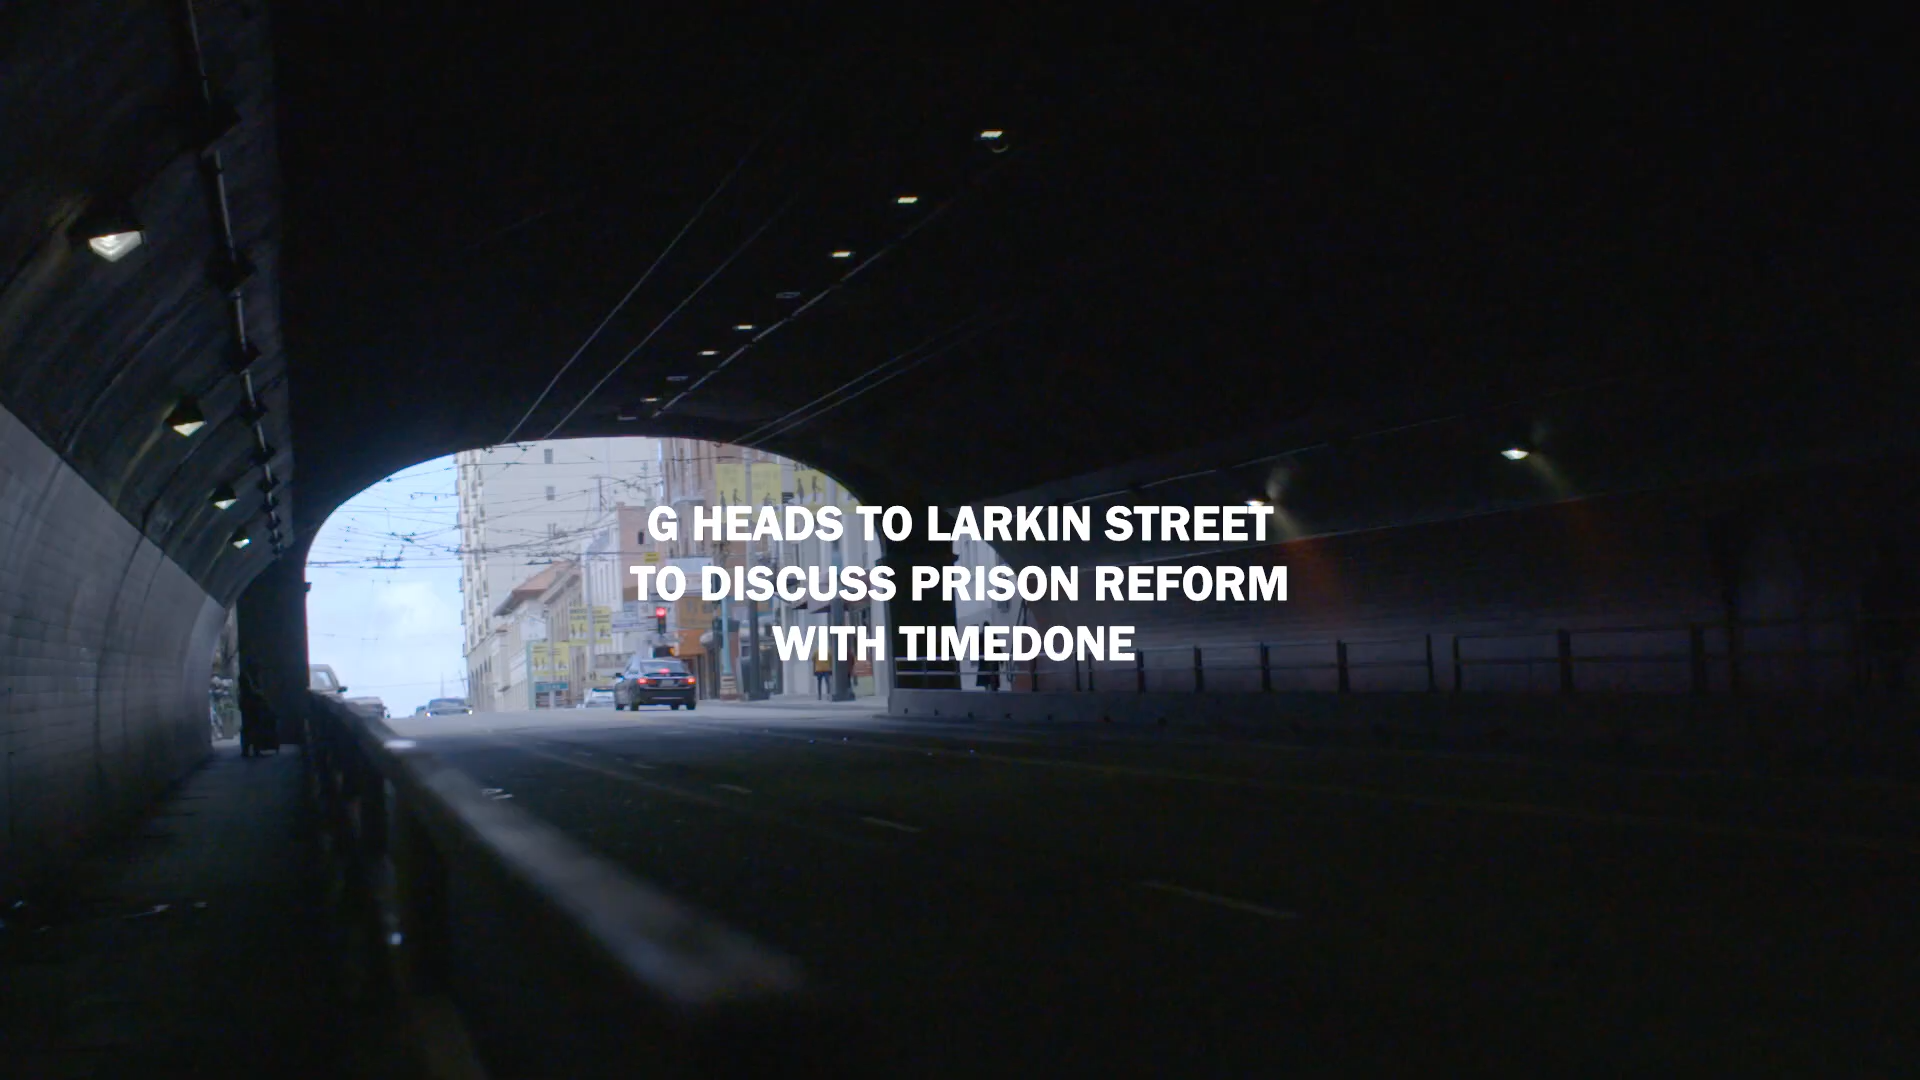 G HEADS TO LARKIN STREET
TO DISCUSS PRISON REFORM
WITH TIMEDONE